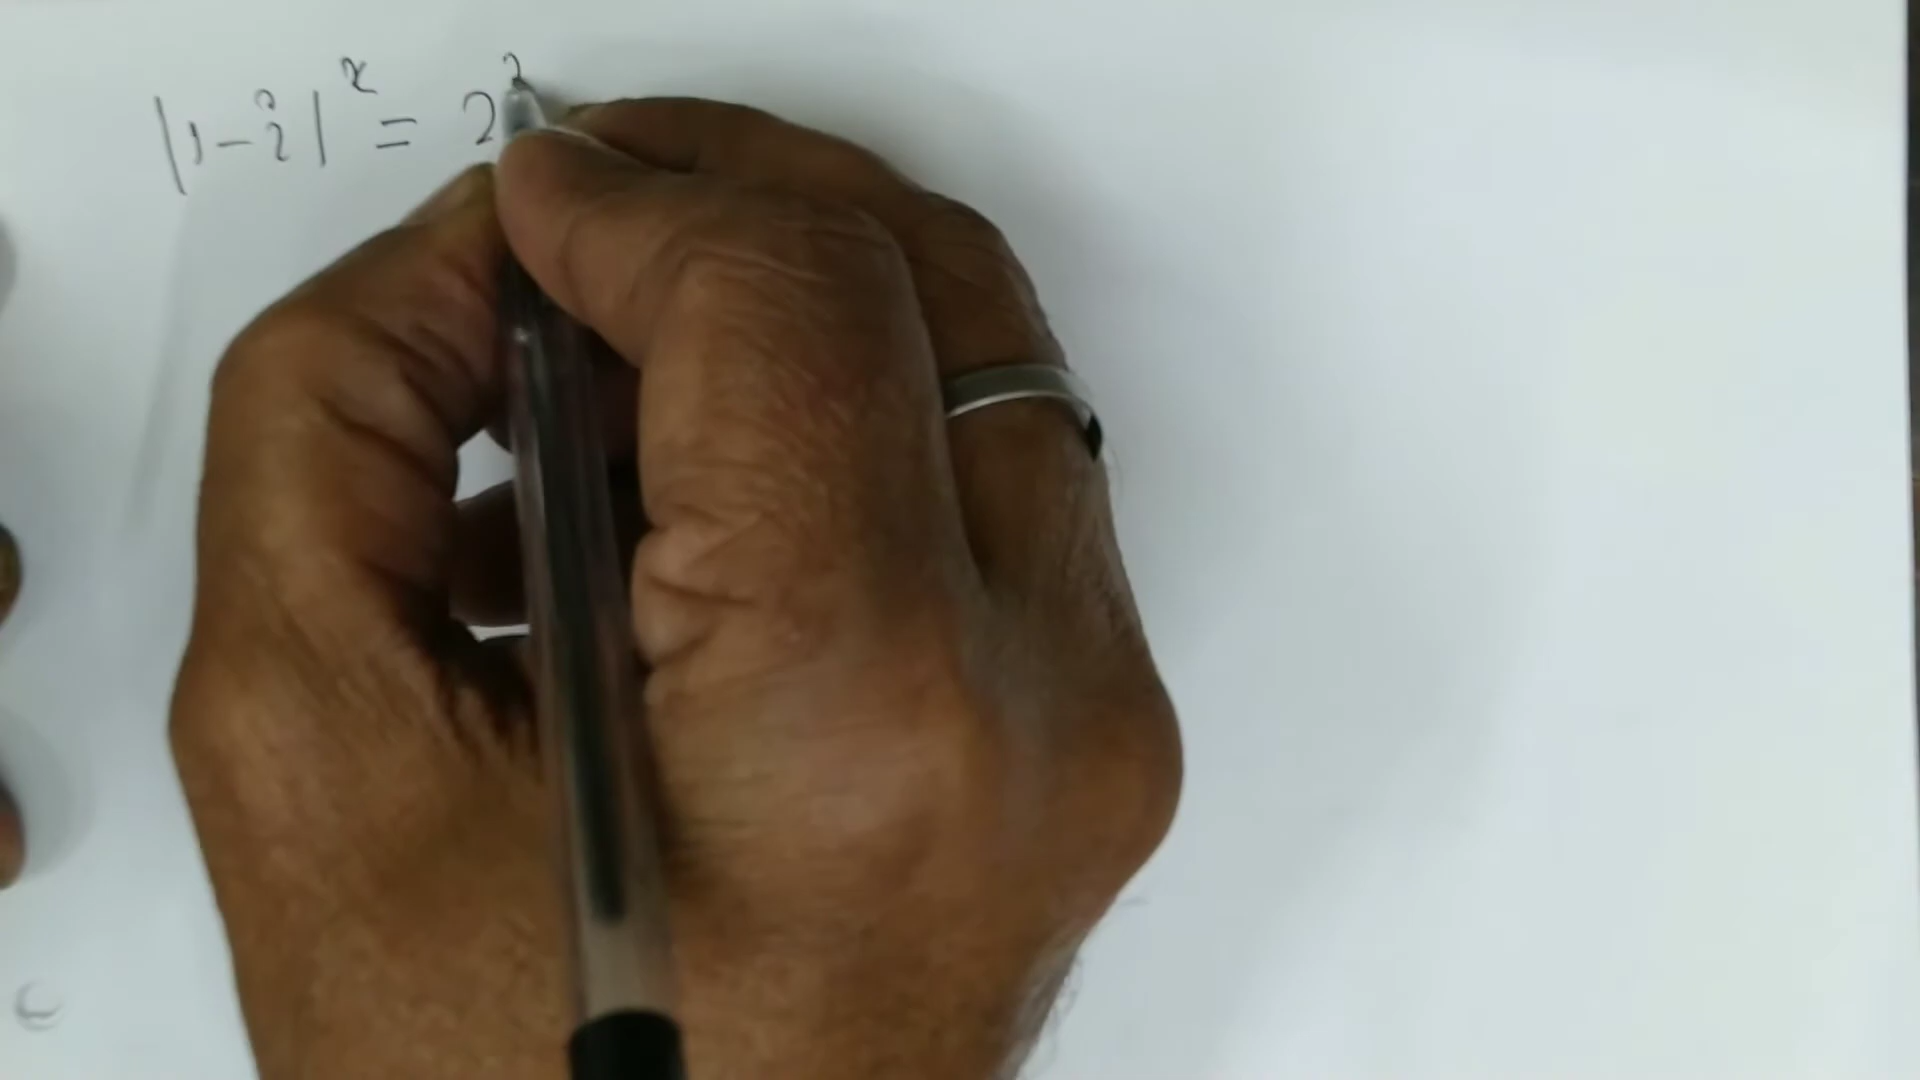 |1-i|^x = 2